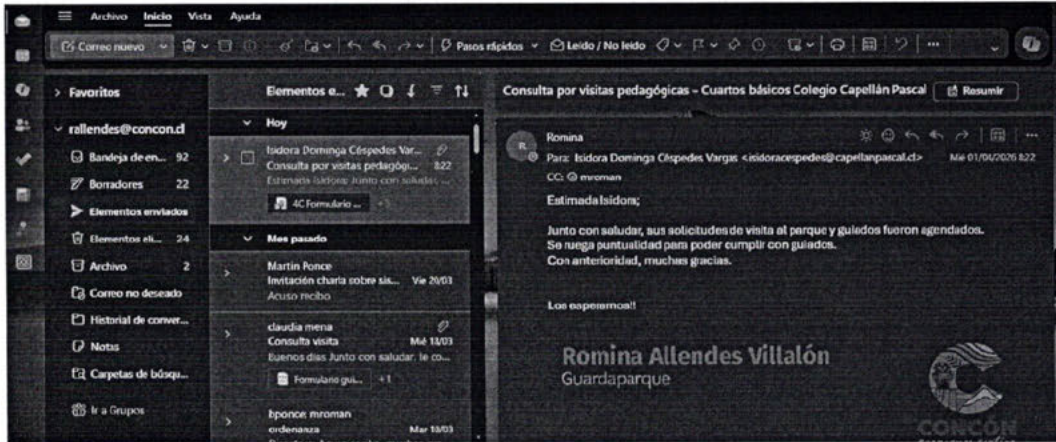 Archivo Inicio Vista Ayuda
Correo nuevo
Pasos rápidos
Leído / No leído
Favoritos
rallendes@concon.cl
Bandeja de en... 92
Borradores 22
Elementos enviados
Elementos eli... 24
Archivo 2
Correo no deseado
Historial de conver...
Notas
Carpetas de búsqu...
Ir a Grupos
Elementos e...
Hoy
Isidora Dominga Céspedes Var...
Consulta por visitas pedagógi... 8:22
Estimada Isidora; Junto con saludar, ...
4C Formulario ... +1
Mes pasado
Martin Ponce
Invitación charla sobre sis... Vie 20/03
Acuso recibo
claudia mena
Consulta visita Mié 18/03
Buenos días Junto con saludar, le co...
Formulario gui... +1
bponce; mroman
ordenanza
Consulta por visitas pedagógicas – Cuartos básicos Colegio Capellán Pascal
Resumir
R
Romina
Para: Isidora Dominga Céspedes Vargas <isidoracespedes@capellanpascal.cl> Mié 01/04/2026 8:22
CC: mroman
Estimada Isidora;
Junto con saludar, sus solicitudes de visita al parque y guiados fueron agendados.
Se ruega puntualidad para poder cumplir con guiados.
Con anterioridad, muchas gracias.
Los esperamos!!
Romina Allendes Villalón
Guardaparque
CONCÓN